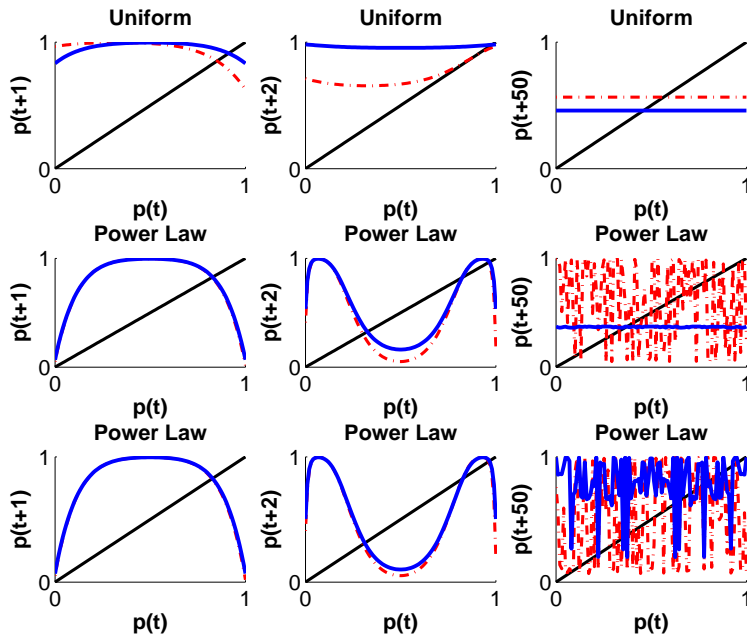 Uniform
Uniform
Uniform
p(t+1)
1
0
0
1
p(t)
p(t+2)
1
0
0
1
p(t)
p(t+50)
1
0
0
1
p(t)
Power Law
Power Law
Power Law
p(t+1)
1
0
0
1
p(t)
p(t+2)
1
0
0
1
p(t)
p(t+50)
1
0
0
1
p(t)
Power Law
Power Law
Power Law
p(t+1)
1
0
0
1
p(t)
p(t+2)
1
0
0
1
p(t)
p(t+50)
1
0
0
1
p(t)